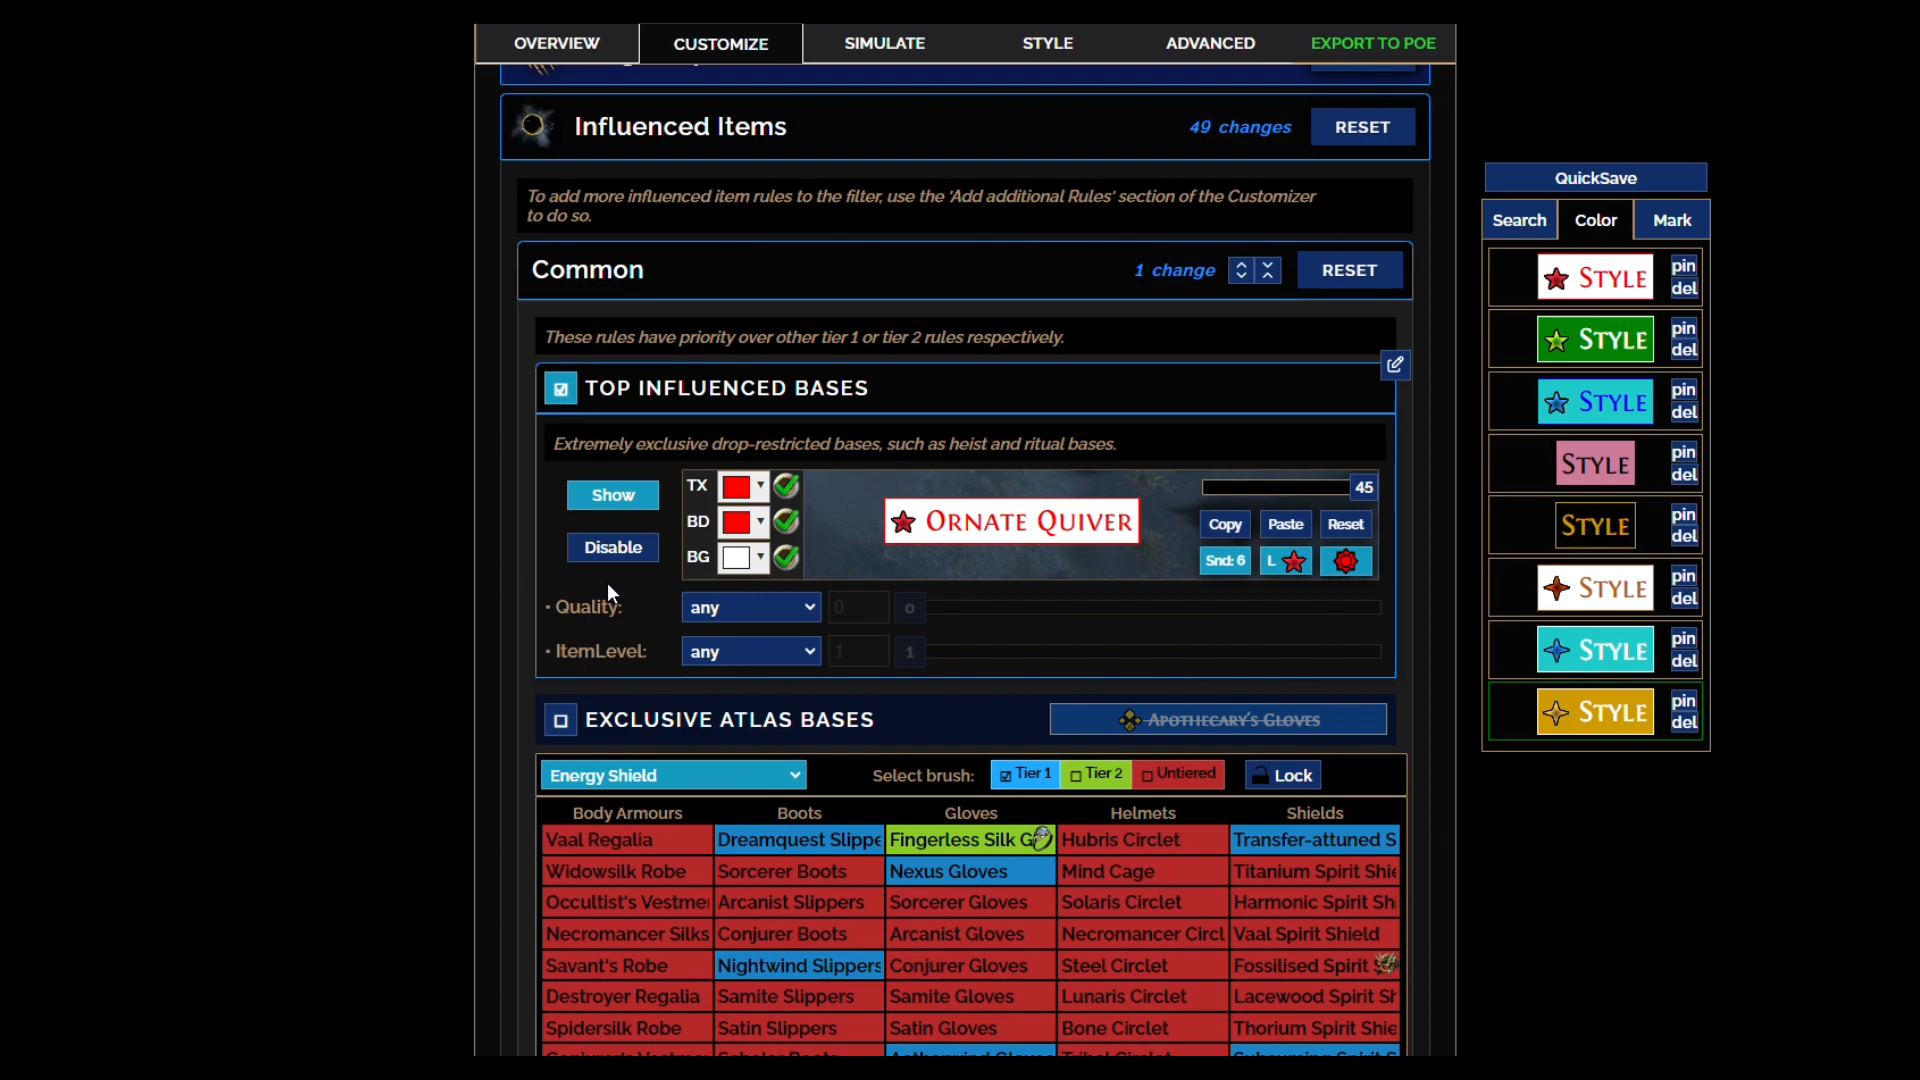 OVERVIEW CUSTOMIZE SIMULATE STYLE ADVANCED EXPORT TO POE
Influenced Items 49 changes RESET
To add more influenced item rules to the filter, use the 'Add additional Rules' section of the Customizer
to do so.
Common 1 change RESET
These rules have priority over other tier 1 or tier 2 rules respectively.
TOP INFLUENCED BASES
Extremely exclusive drop-restricted bases, such as heist and ritual bases.
Show
Disable
TX
BD
BG
ORNATE QUIVER
45
Copy Paste Reset
Snd: 6 L
• Quality: any 0 0
• ItemLevel: any 1 1
EXCLUSIVE ATLAS BASES APOTHECARY'S GLOVES
Energy Shield Select brush: Tier 1 Tier 2 Untiered Lock
Body Armours Boots Gloves Helmets Shields
Vaal Regalia Dreamquest Slippe Fingerless Silk G Hubris Circlet Transfer-attuned S
Widowsilk Robe Sorcerer Boots Nexus Gloves Mind Cage Titanium Spirit Shie
Occultist's Vestme Arcanist Slippers Sorcerer Gloves Solaris Circlet Harmonic Spirit Sh
Necromancer Silks Conjurer Boots Arcanist Gloves Necromancer Circl Vaal Spirit Shield
Savant's Robe Nightwind Slippers Conjurer Gloves Steel Circlet Fossilised Spirit
Destroyer Regalia Samite Slippers Samite Gloves Lunaris Circlet Lacewood Spirit Sh
Spidersilk Robe Satin Slippers Satin Gloves Bone Circlet Thorium Spirit Shie
QuickSave
Search Color Mark
STYLE pin del
STYLE pin del
STYLE pin del
STYLE pin del
STYLE pin del
STYLE pin del
STYLE pin del
STYLE pin del